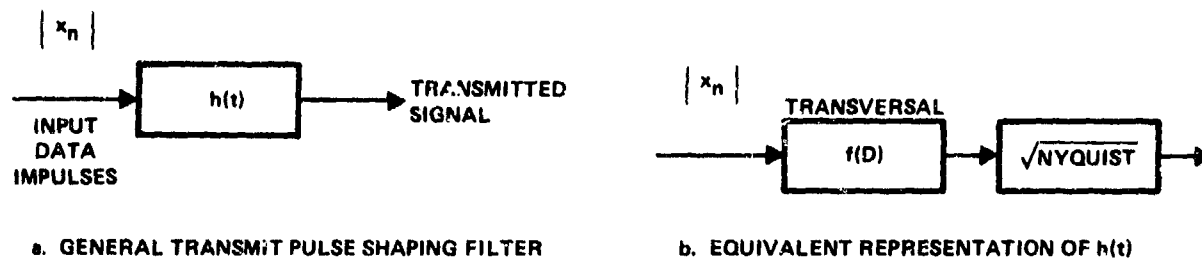 | xₙ |
h(t)
TRANSMITTED
SIGNAL
INPUT
DATA
IMPULSES
a. GENERAL TRANSMIT PULSE SHAPING FILTER
| xₙ |
TRANSVERSAL
f(D)
√NYQUIST
b. EQUIVALENT REPRESENTATION OF h(t)